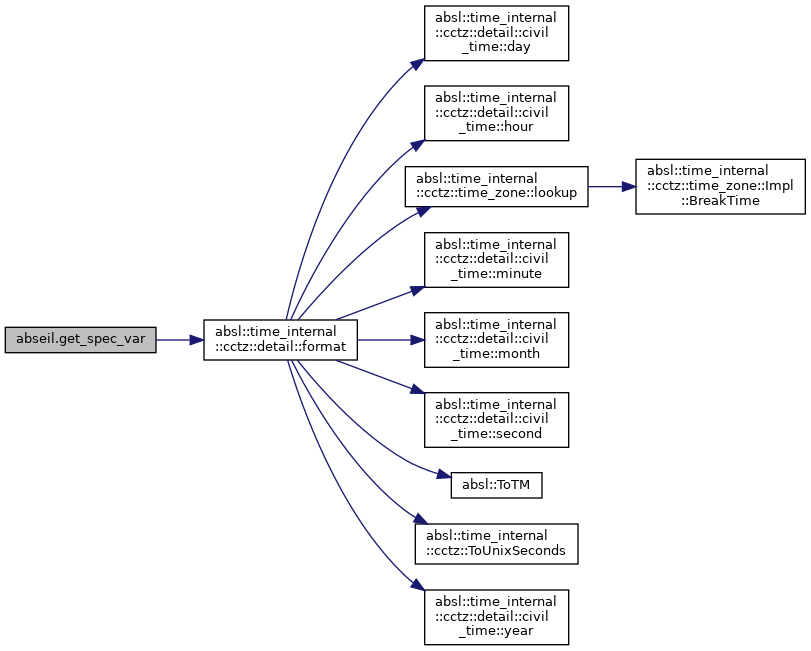 abseil.get_spec_var
absl::time_internal
::cctz::detail::format
absl::time_internal
::cctz::detail::civil
_time::day
absl::time_internal
::cctz::detail::civil
_time::hour
absl::time_internal
::cctz::time_zone::lookup
absl::time_internal
::cctz::time_zone::Impl
::BreakTime
absl::time_internal
::cctz::detail::civil
_time::minute
absl::time_internal
::cctz::detail::civil
_time::month
absl::time_internal
::cctz::detail::civil
_time::second
absl::ToTM
absl::time_internal
::cctz::ToUnixSeconds
absl::time_internal
::cctz::detail::civil
_time::year